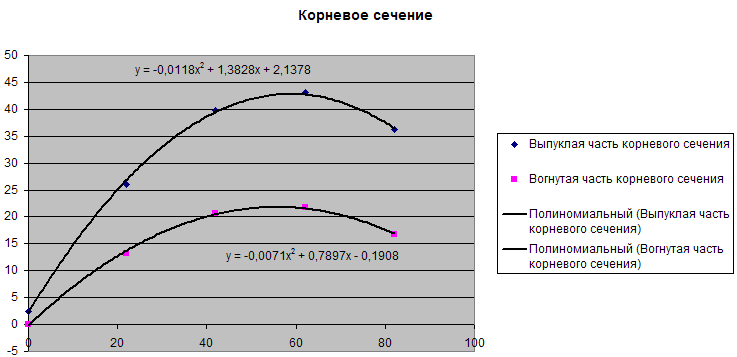 Корневое сечение
50
45
40
35
30
25
20
15
10
5
0
-5
0
20
40
60
80
100
y = -0,0118x² + 1,3828x + 2,1378
y = -0,0071x² + 0,7897x - 0,1908
Выпуклая часть корневого сечения
Вогнутая часть корневого сечения
Полиномиальный (Выпуклая часть
корневого сечения)
Полиномиальный (Вогнутая часть
корневого сечения)